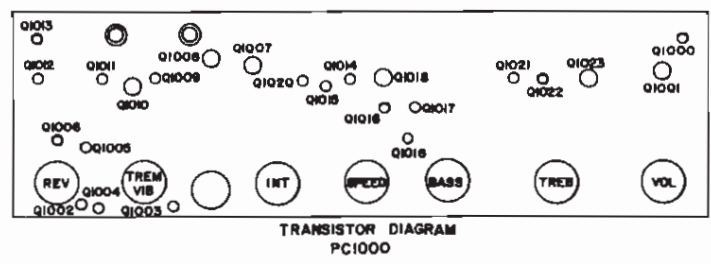 Q1013
Q1000
Q1008
Q1007
Q1012
Q1011
Q1009
Q1014
Q1021
Q1023
Q1020
Q1018
Q1010
Q1015
Q1022
Q1001
Q1016
Q1017
Q1006
Q1005
Q1016
REV
TREM
VIB
INT
SPEED
BASS
TREB
VOL
Q1004
Q1002
Q1003
TRANSISTOR DIAGRAM
PC1000